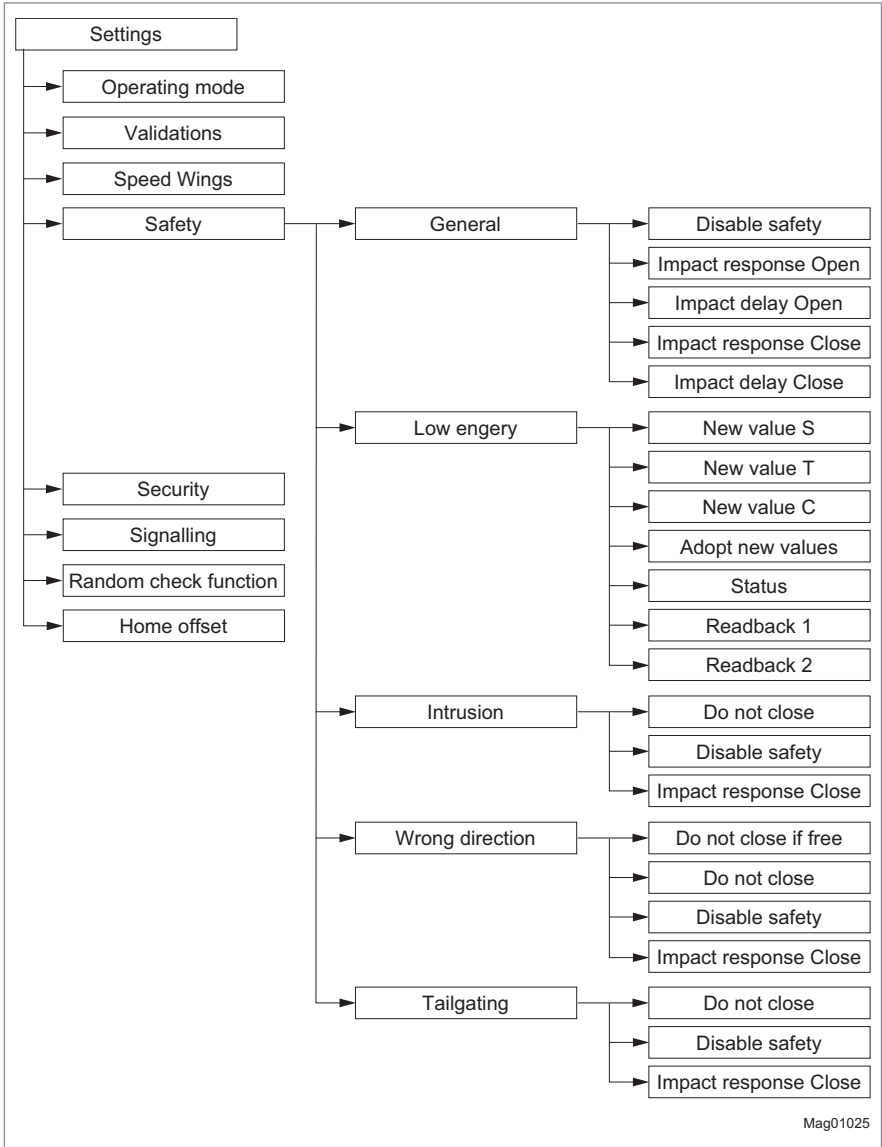 Settings
Operating mode
Validations
Speed Wings
Safety
General
Disable safety
Impact response Open
Impact delay Open
Impact response Close
Impact delay Close
Low engery
New value S
New value T
New value C
Adopt new values
Status
Readback 1
Readback 2
Intrusion
Do not close
Disable safety
Impact response Close
Wrong direction
Do not close if free
Do not close
Disable safety
Impact response Close
Tailgating
Do not close
Disable safety
Impact response Close
Security
Signalling
Random check function
Home offset
Mag01025